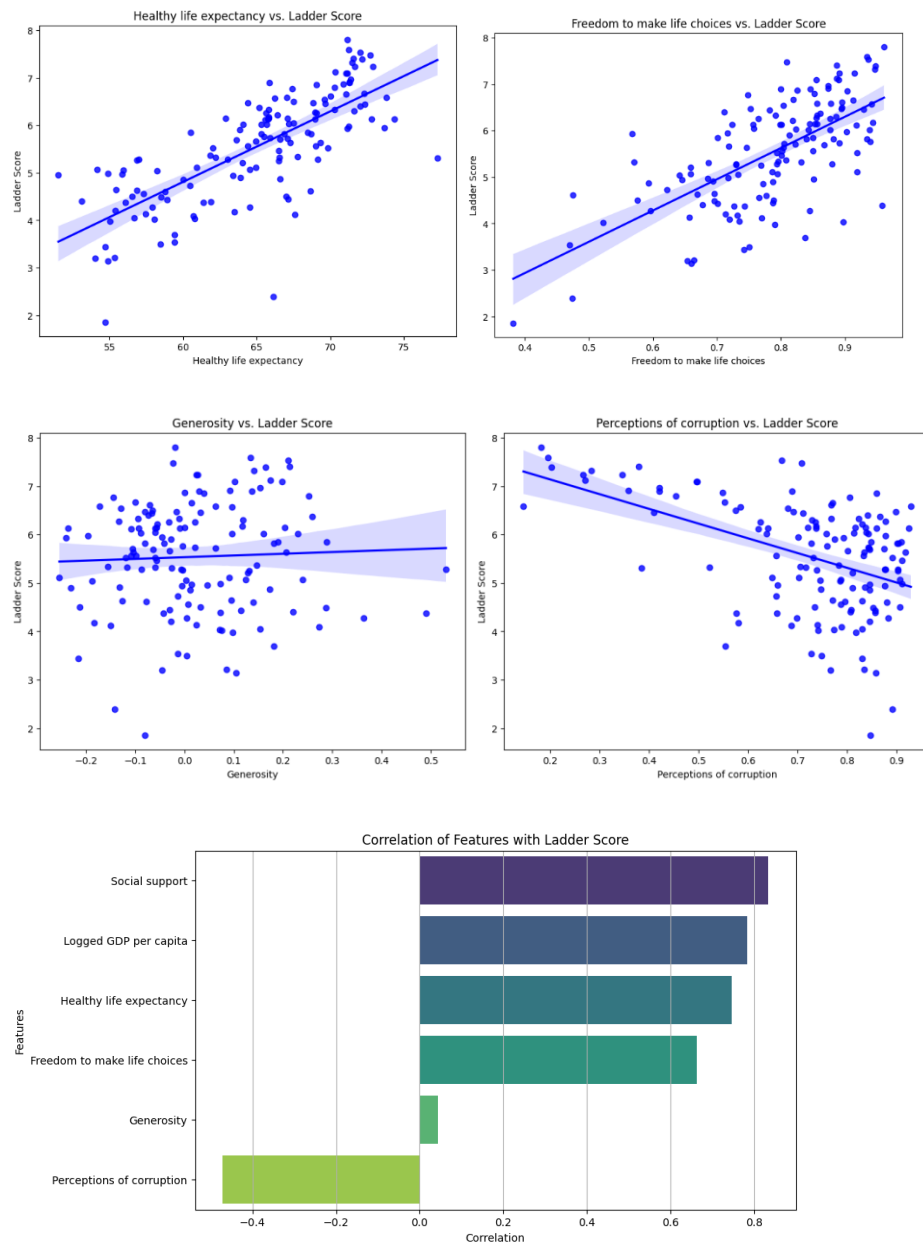 Healthy life expectancy vs. Ladder Score
8
7
6
5
4
3
2
Ladder Score
55
60
65
70
75
Healthy life expectancy
Freedom to make life choices vs. Ladder Score
8
7
6
5
4
3
2
Ladder Score
0.4
0.5
0.6
0.7
0.8
0.9
Freedom to make life choices
Generosity vs. Ladder Score
8
7
6
5
4
3
2
Ladder Score
−0.2
−0.1
0.0
0.1
0.2
0.3
0.4
0.5
Generosity
Perceptions of corruption vs. Ladder Score
8
7
6
5
4
3
2
Ladder Score
0.2
0.3
0.4
0.5
0.6
0.7
0.8
0.9
Perceptions of corruption
Correlation of Features with Ladder Score
Features
Social support
Logged GDP per capita
Healthy life expectancy
Freedom to make life choices
Generosity
Perceptions of corruption
−0.4
−0.2
0.0
0.2
0.4
0.6
0.8
Correlation